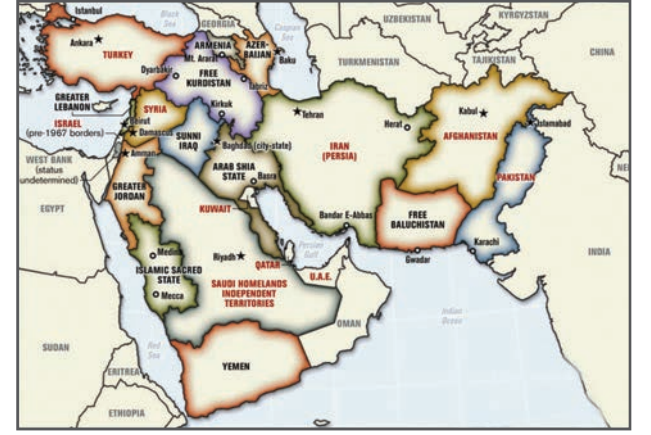 Istanbul
Black
Sea
GEORGIA
Caspian
Sea
UZBEKISTAN
KYRGYZSTAN
Ankara
TURKEY
ARMENIA
Mt. Ararat
AZER-
BAIJAN
Baku
TURKMENISTAN
TAJIKISTAN
CHINA
Dyarbakir
FREE
KURDISTAN
Tabriz
GREATER
LEBANON
SYRIA
Kirkuk
Tehran
Herat
Kabul
Islamabad
AFGHANISTAN
ISRAEL
(pre-1967 borders)
Beirut
Damascus
SUNNI
IRAQ
Baghdad (city-state)
IRAN
(PERSIA)
WEST BANK
(status
undetermined)
Amman
ARAB SHIA
STATE
Basra
PAKISTAN
NE
GREATER
JORDAN
EGYPT
KUWAIT
Bandar E-Abbas
FREE
BALUCHISTAN
Karachi
Gwadar
INDIA
Medina
ISLAMIC SACRED
STATE
Mecca
Riyadh
Persian
Gulf
QATAR
U.A.E.
SAUDI HOMELANDS
INDEPENDENT
TERRITORIES
OMAN
Indian
Ocean
SUDAN
Red
Sea
YEMEN
ERITREA
ETHIOPIA